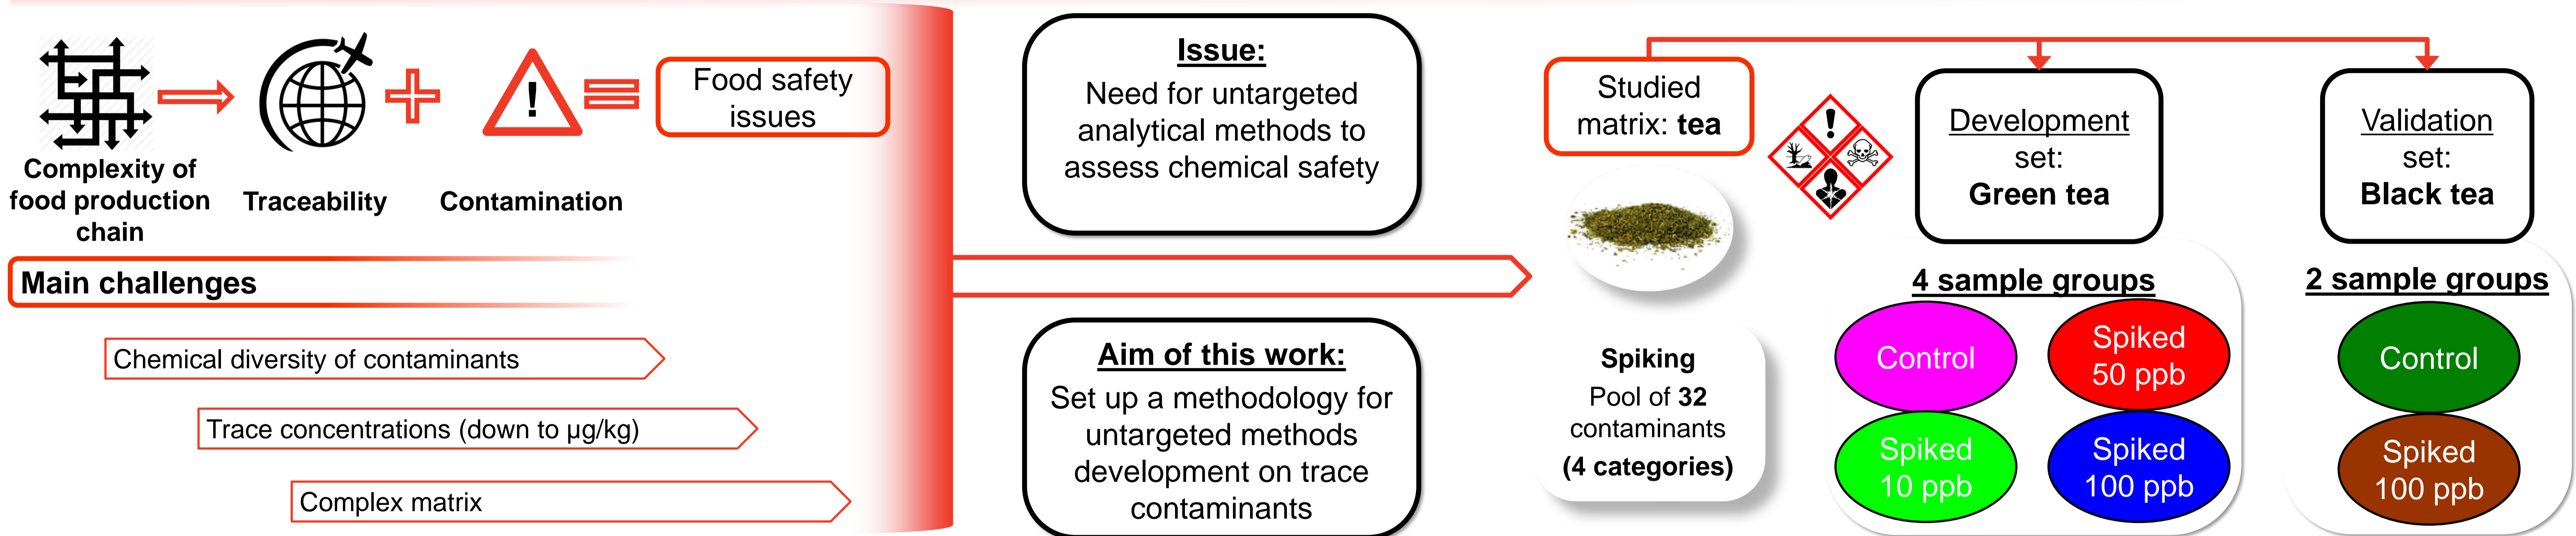 Complexity of
food production
chain
Traceability
!
Contamination
Food safety
issues
Main challenges
Chemical diversity of contaminants
Trace concentrations (down to µg/kg)
Complex matrix
Issue:
Need for untargeted
analytical methods to
assess chemical safety
Aim of this work:
Set up a methodology for
untargeted methods
development on trace
contaminants
Studied
matrix: tea
Spiking
Pool of 32
contaminants
(4 categories)
!
Development
set:
Green tea
4 sample groups
Control
Spiked
50 ppb
Spiked
10 ppb
Spiked
100 ppb
Validation
set:
Black tea
2 sample groups
Control
Spiked
100 ppb